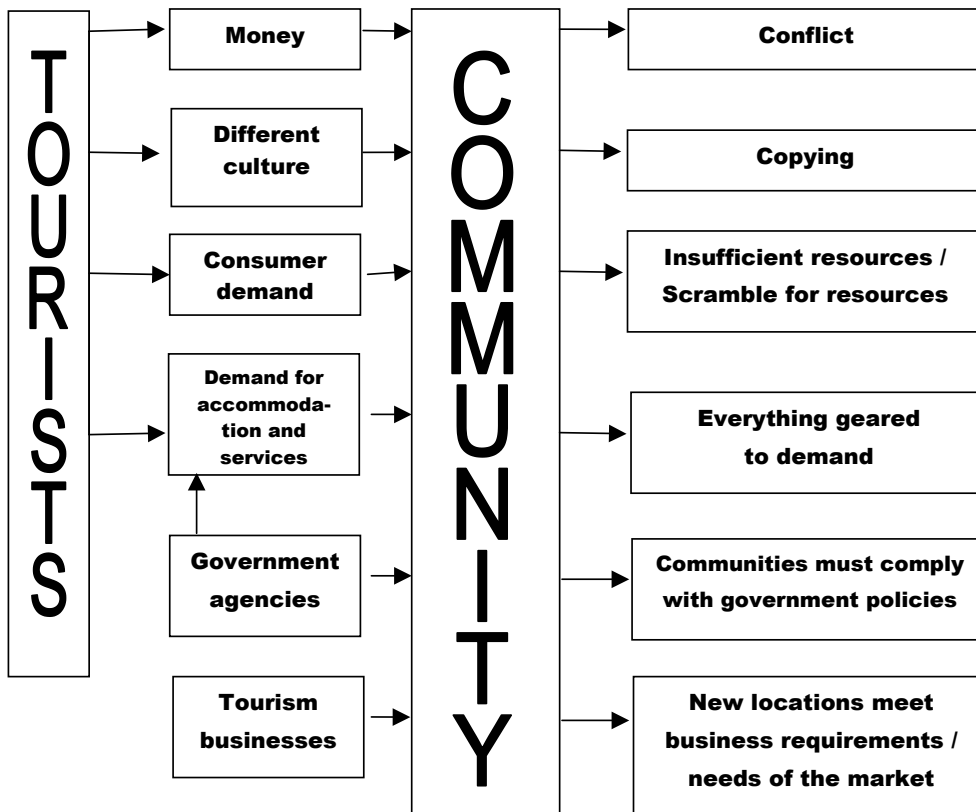 TOURISTS
Money
Different
culture
Consumer
demand
Demand for
accommoda-
tion and
services
Government
agencies
Tourism
businesses
COMMUNITY
Conflict
Copying
Insufficient resources /
Scramble for resources
Everything geared
to demand
Communities must comply
with government policies
New locations meet
business requirements /
needs of the market